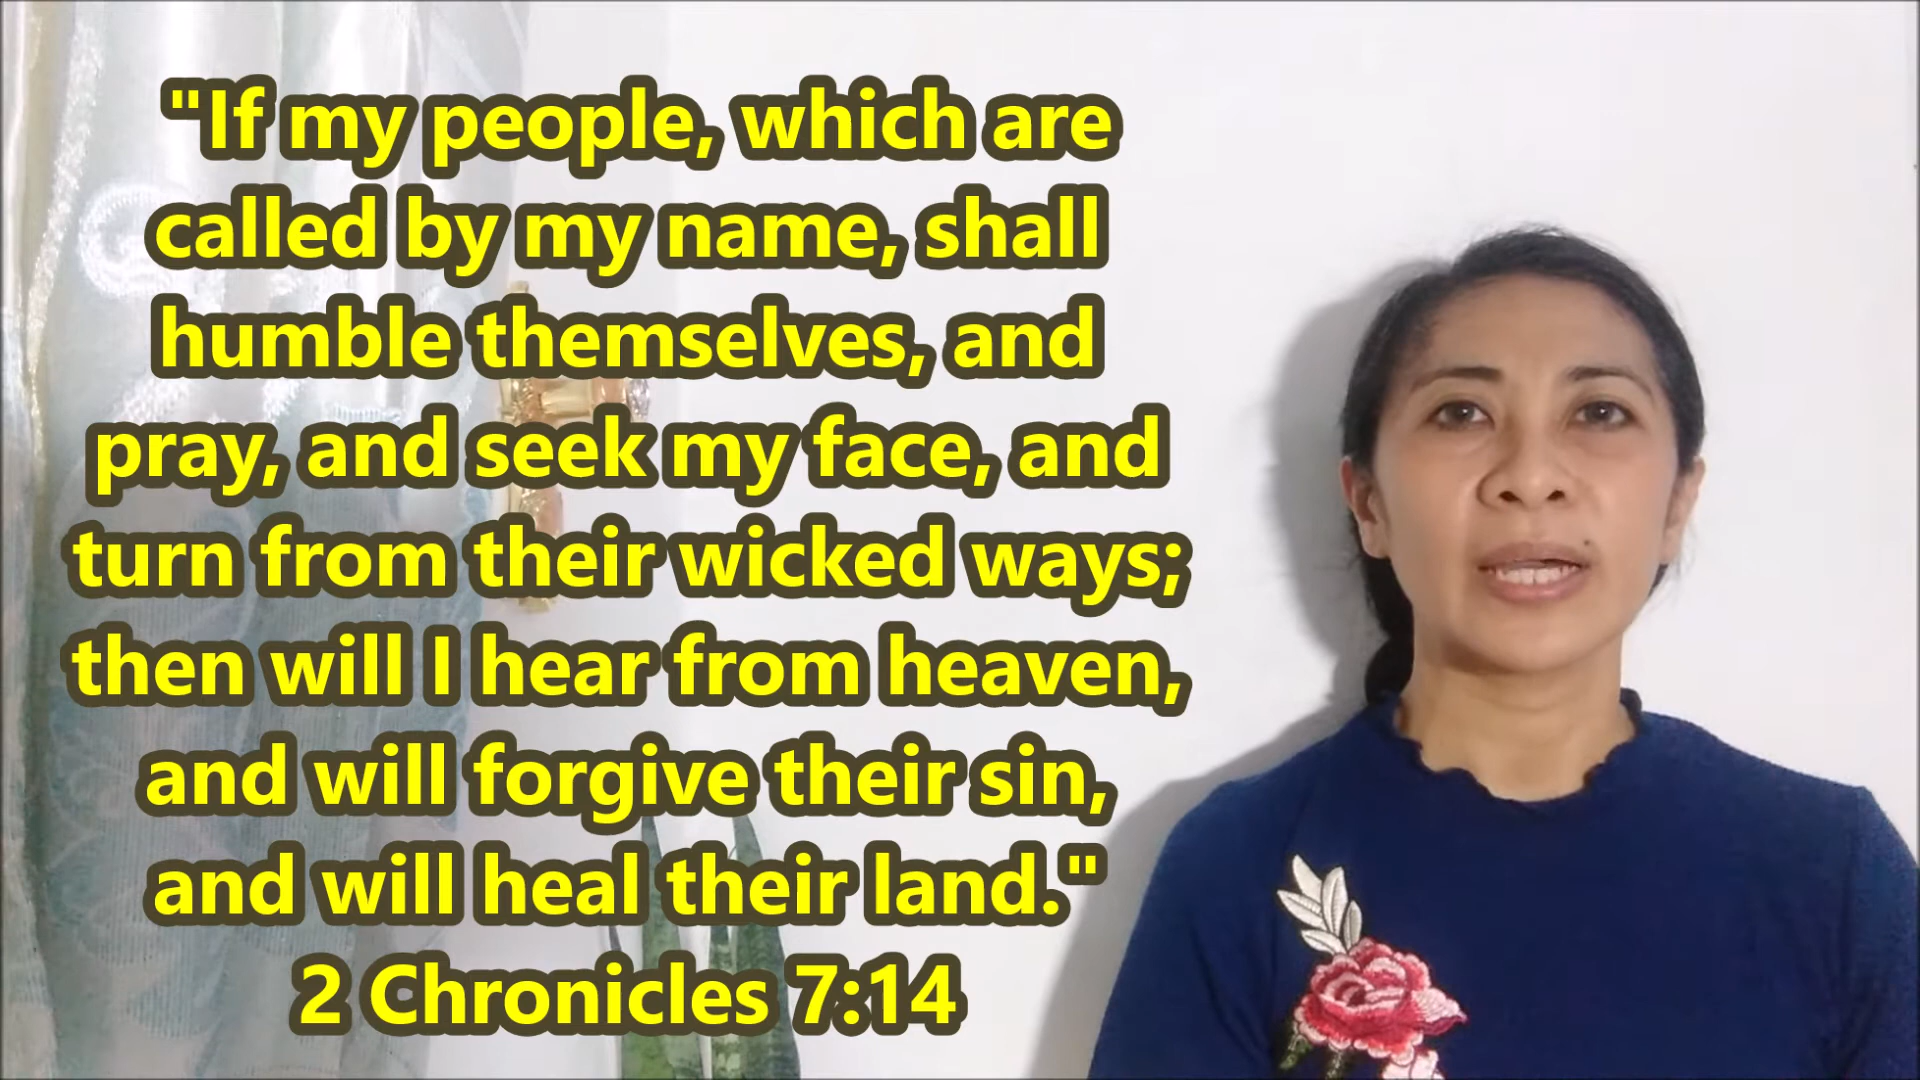 "If my people, which are
called by my name, shall
humble themselves, and
pray, and seek my face, and
turn from their wicked ways;
then will I hear from heaven,
and will forgive their sin,
and will heal their land."
2 Chronicles 7:14